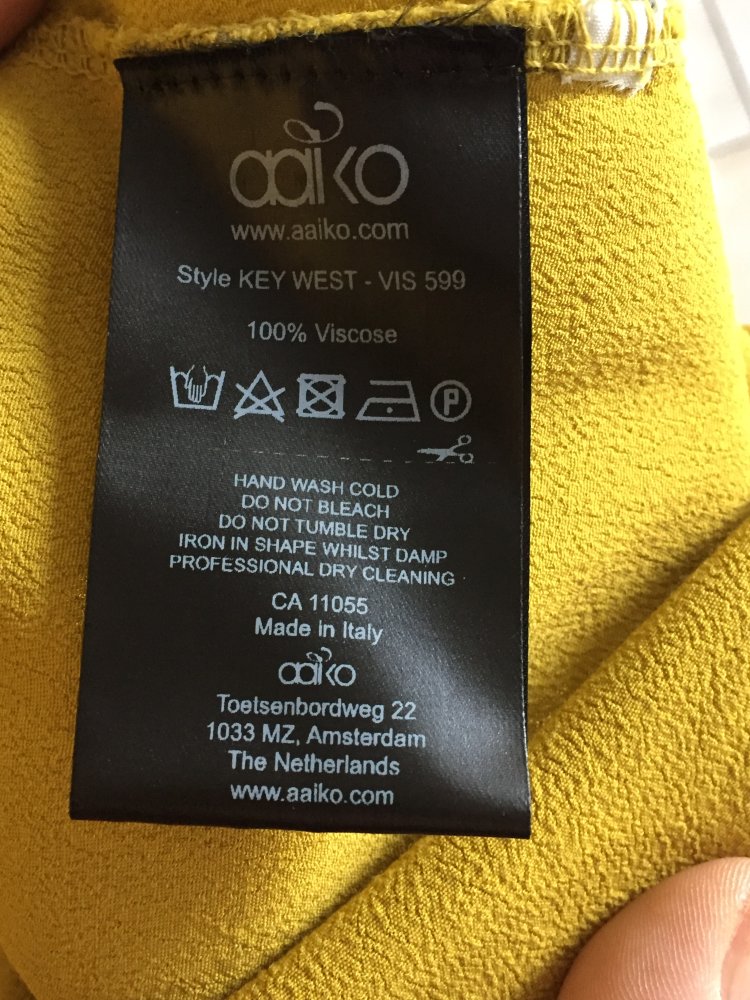 aaiko
www.aaiko.com
Style KEY WEST - VIS 599
100% Viscose
P
HAND WASH COLD
DO NOT BLEACH
DO NOT TUMBLE DRY
IRON IN SHAPE WHILST DAMP
PROFESSIONAL DRY CLEANING
CA 11055
Made in Italy
aaiko
Toetsenbordweg 22
1033 MZ, Amsterdam
The Netherlands
www.aaiko.com